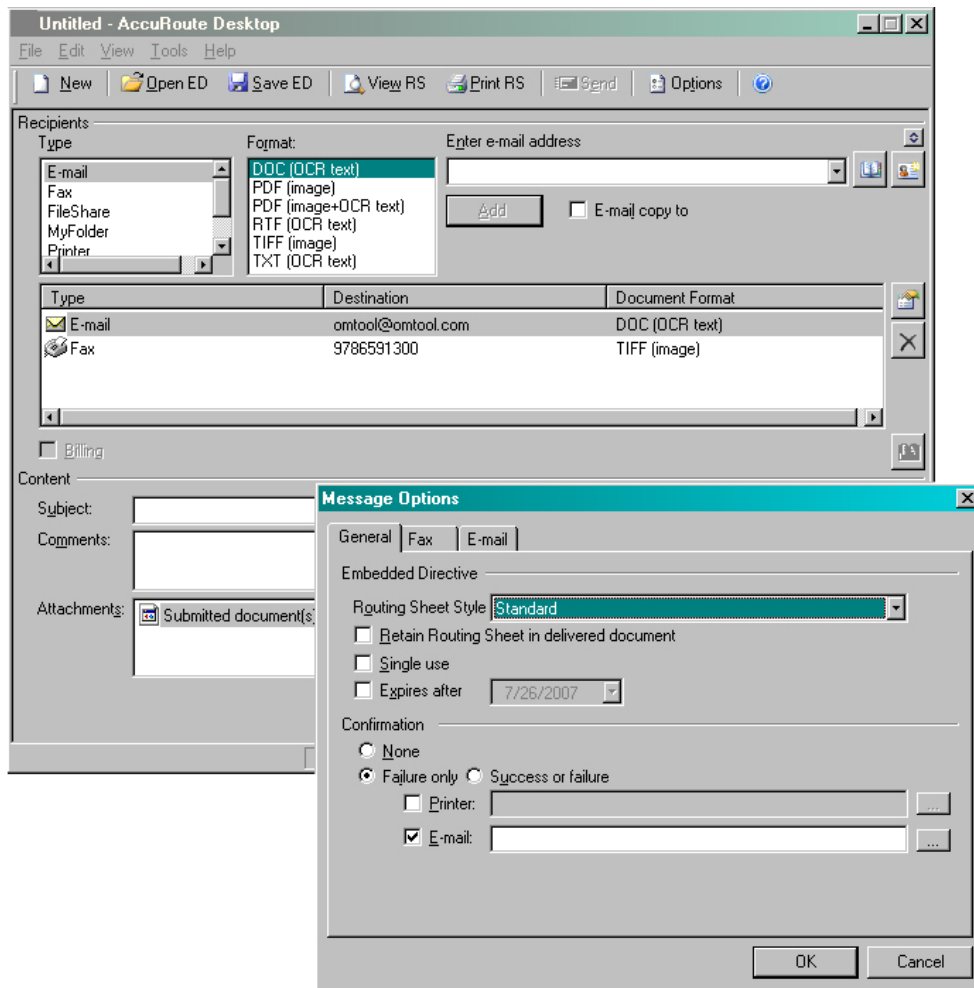 Untitled - AccuRoute Desktop
File Edit View Tools Help
New Open ED Save ED View RS Print RS Send Options
Recipients
Type Format: Enter e-mail address
E-mail
Fax
FileShare
MyFolder
Printer
DOC (OCR text)
PDF (image)
PDF (image+OCR text)
RTF (OCR text)
TIFF (image)
TXT (OCR text)
Add E-mail copy to
Type Destination Document Format
E-mail omtool@omtool.com DOC (OCR text)
Fax 9786591300 TIFF (image)
Billing
Content
Subject:
Comments:
Attachments: Submitted document(s)
Message Options
General Fax E-mail
Embedded Directive
Routing Sheet Style Standard
Retain Routing Sheet in delivered document
Single use
Expires after 7/26/2007
Confirmation
None
Failure only Success or failure
Printer: ...
E-mail: ...
OK Cancel